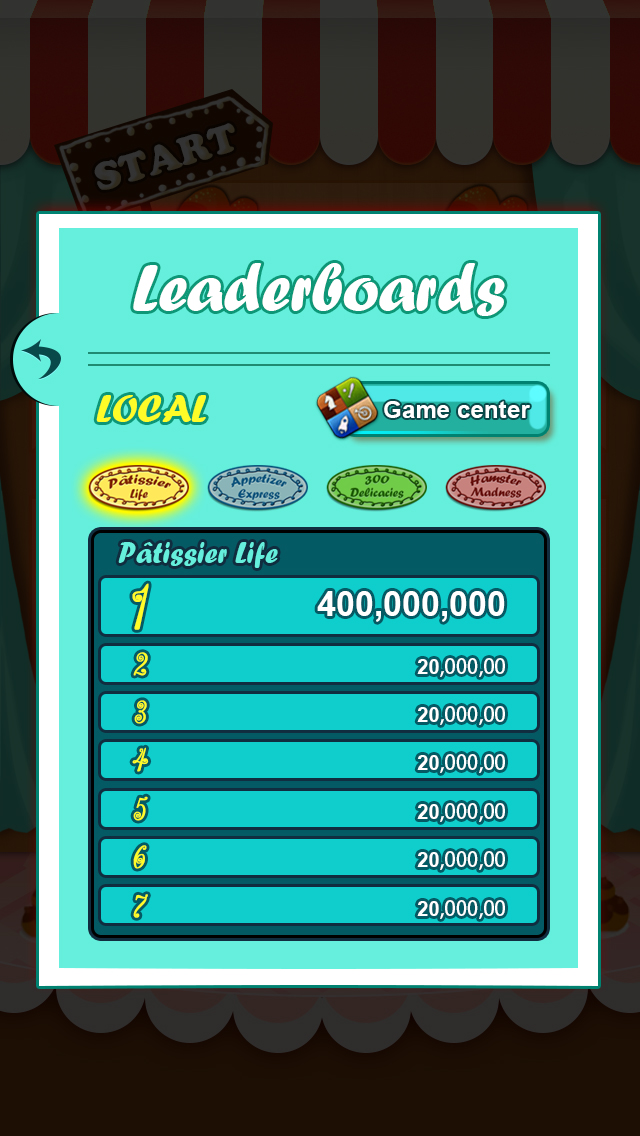 START
Leaderboards
LOCAL
Game center
Pâtissier
Life
Appetizer
Express
300
Delicacies
Hamster
Madness
Pâtissier Life
1 400,000,000
2 20,000,00
3 20,000,00
4 20,000,00
5 20,000,00
6 20,000,00
7 20,000,00